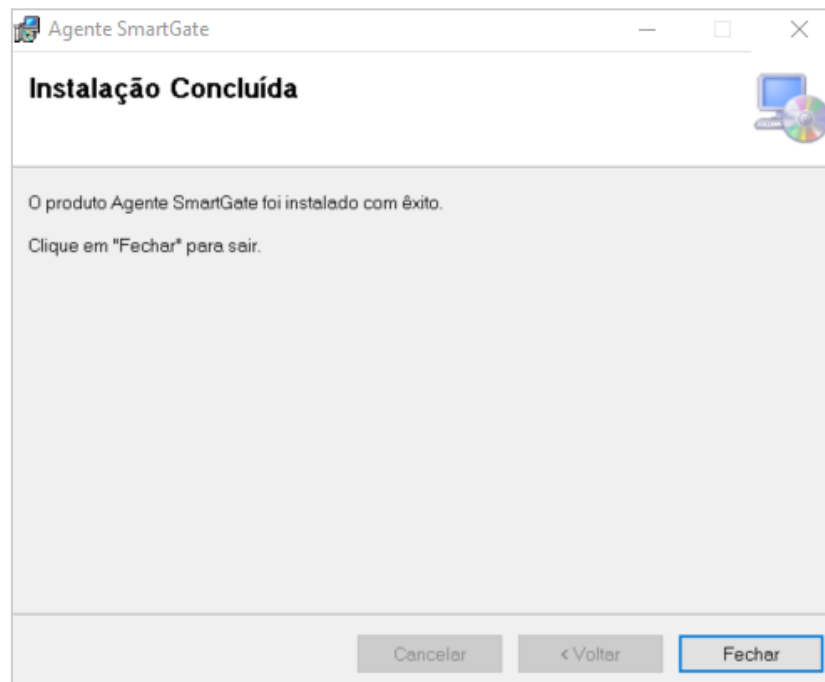 Agente SmartGate
Instalação Concluída
O produto Agente SmartGate foi instalado com êxito.
Clique em "Fechar" para sair.
Cancelar
< Voltar
Fechar